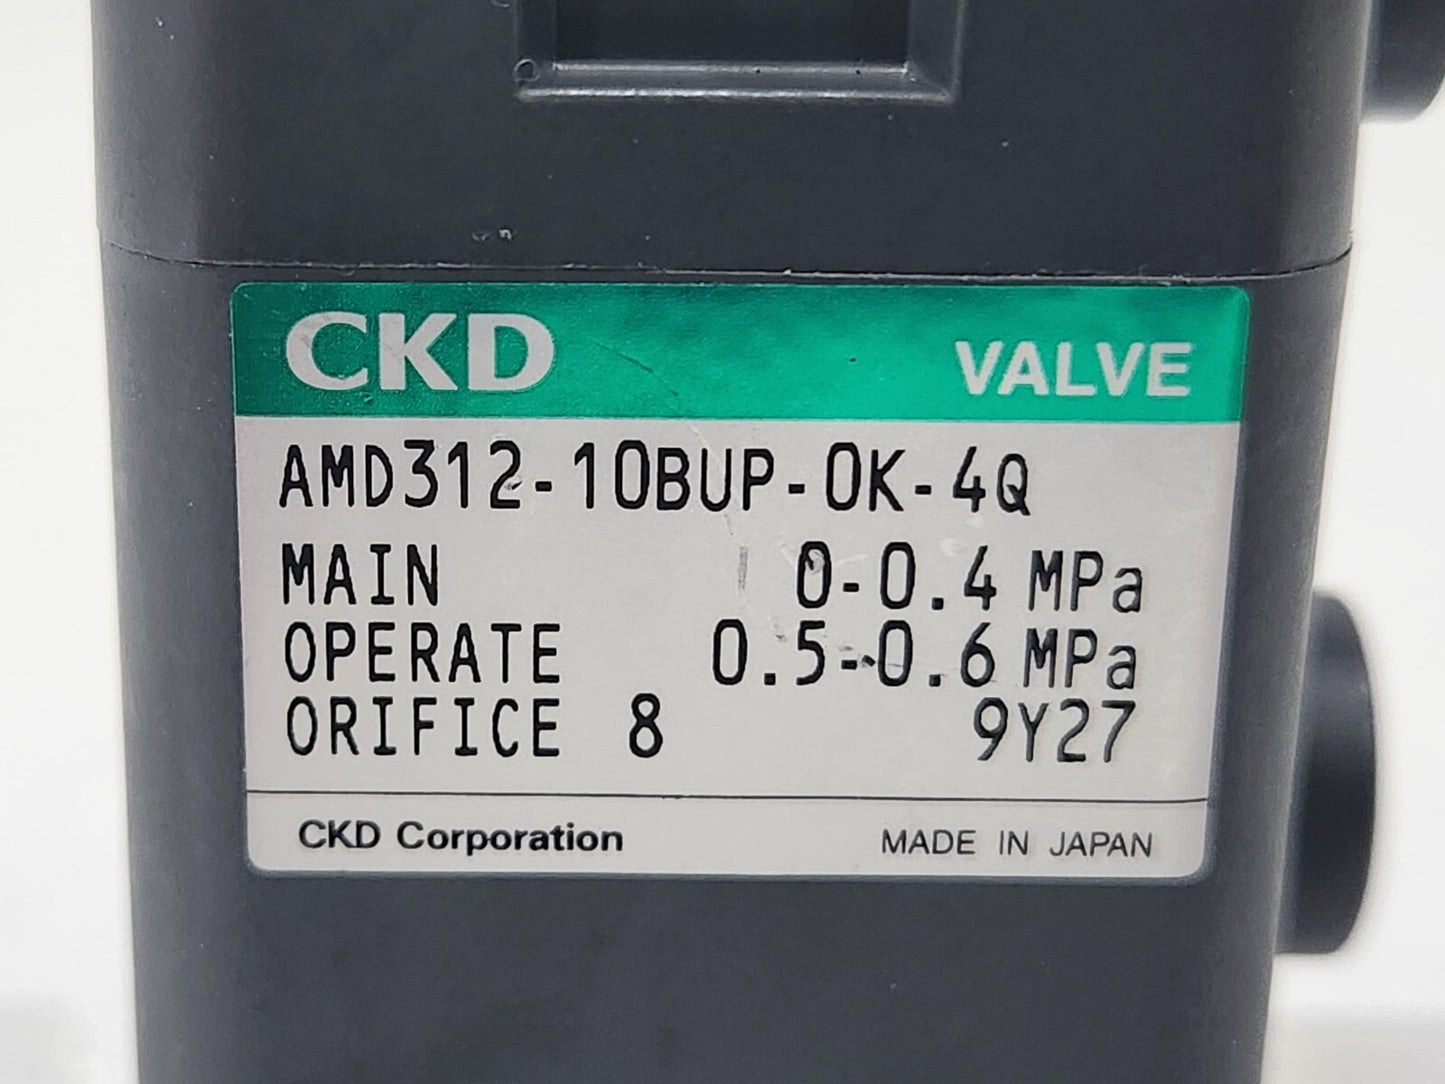 CKD VALVE
AMD312-10BUP-0K-4Q
MAIN 0-0.4 MPa
OPERATE 0.5-0.6 MPa
ORIFICE 8 9Y27
CKD Corporation MADE IN JAPAN